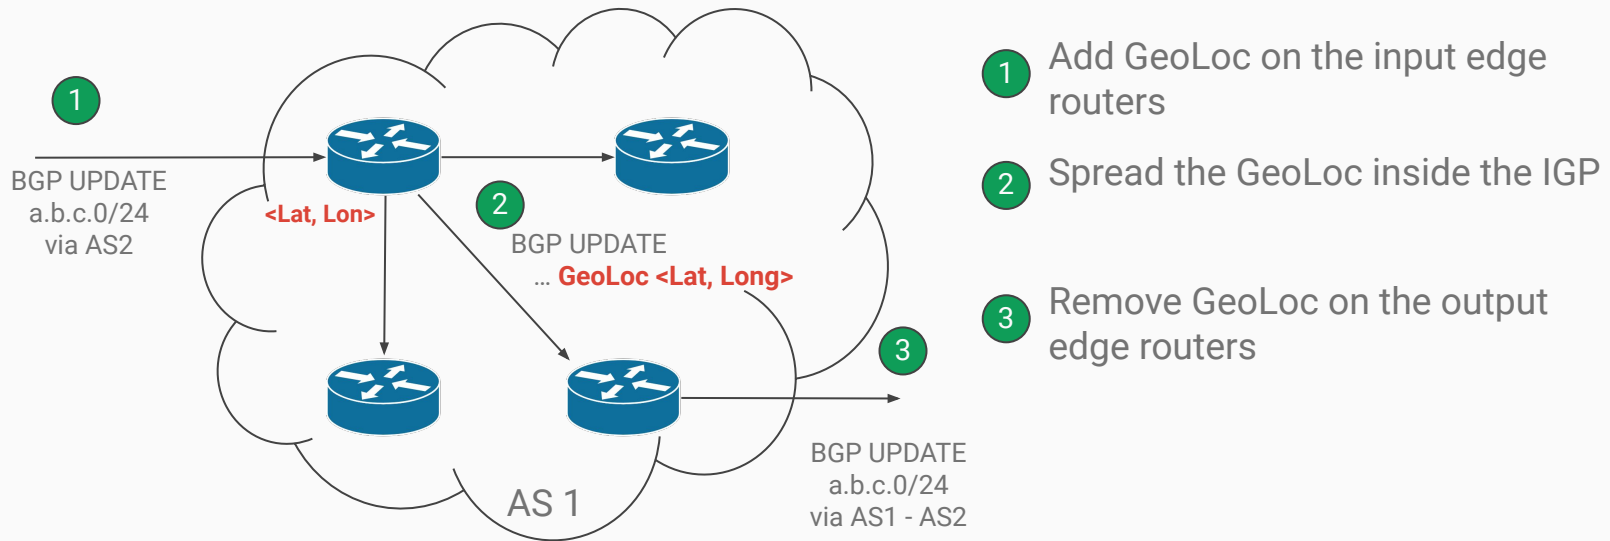 1
BGP UPDATE
a.b.c.0/24
via AS2
<Lat, Lon>
2
BGP UPDATE
... GeoLoc <Lat, Long>
3
BGP UPDATE
a.b.c.0/24
via AS1 - AS2
AS 1
1 Add GeoLoc on the input edge
routers
2 Spread the GeoLoc inside the IGP
3 Remove GeoLoc on the output
edge routers